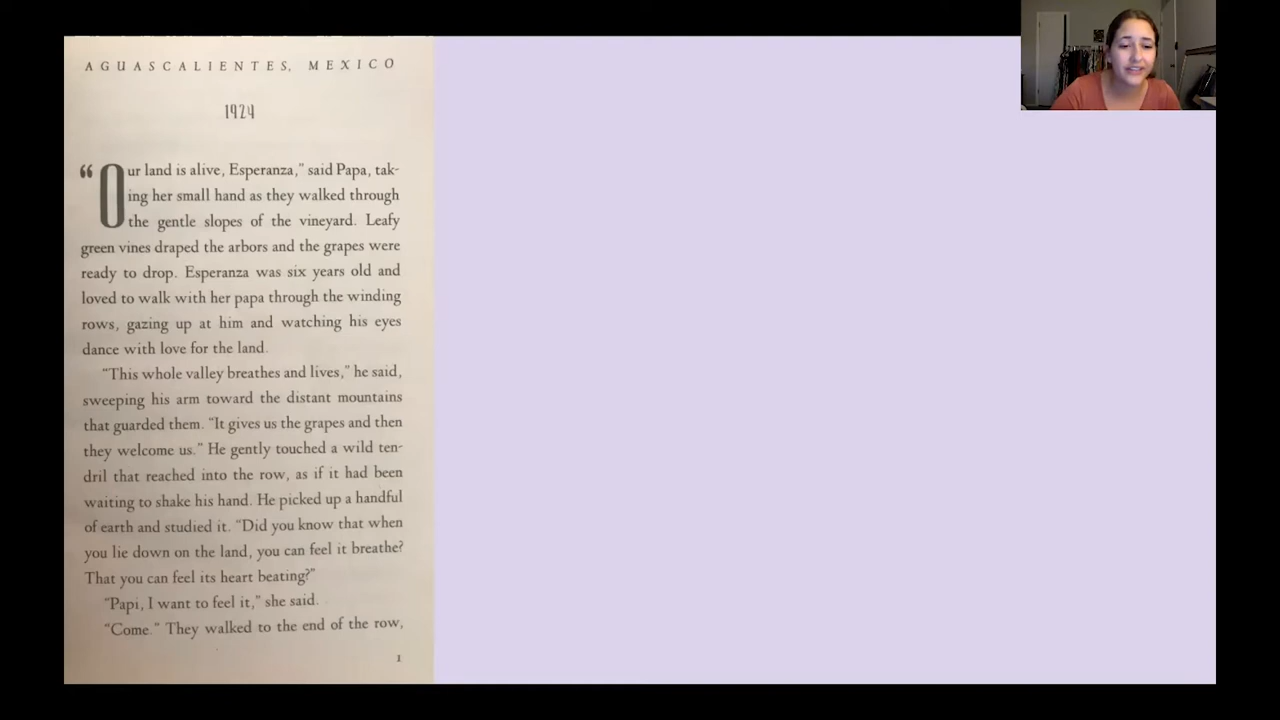 AGUASCALIENTES, MEXICO
1924
“Our land is alive, Esperanza,” said Papa, tak-
ing her small hand as they walked through
the gentle slopes of the vineyard. Leafy
green vines draped the arbors and the grapes were
ready to drop. Esperanza was six years old and
loved to walk with her papa through the winding
rows, gazing up at him and watching his eyes
dance with love for the land.
“This whole valley breathes and lives,” he said,
sweeping his arm toward the distant mountains
that guarded them. “It gives us the grapes and then
they welcome us.” He gently touched a wild ten-
dril that reached into the row, as if it had been
waiting to shake his hand. He picked up a handful
of earth and studied it. “Did you know that when
you lie down on the land, you can feel it breathe?
That you can feel its heart beating?”
“Papi, I want to feel it,” she said.
“Come.” They walked to the end of the row,
1